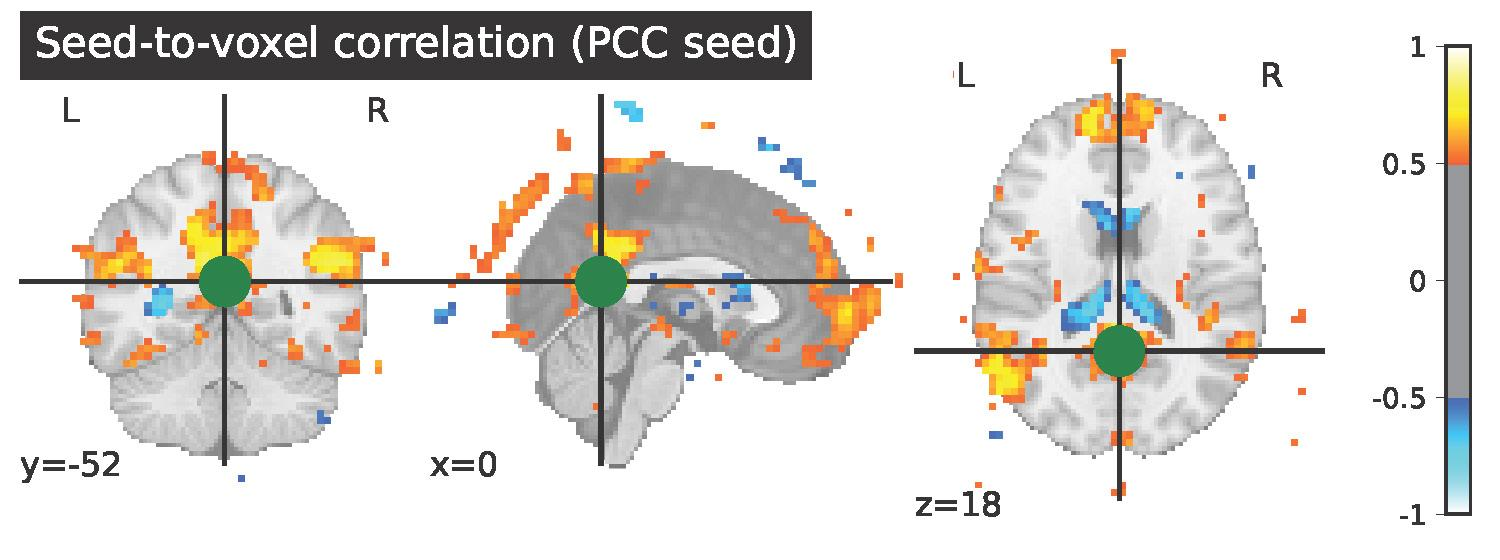 Seed-to-voxel correlation (PCC seed)
L R
y=-52
x=0
L R
z=18
1
0.5
0
-0.5
-1